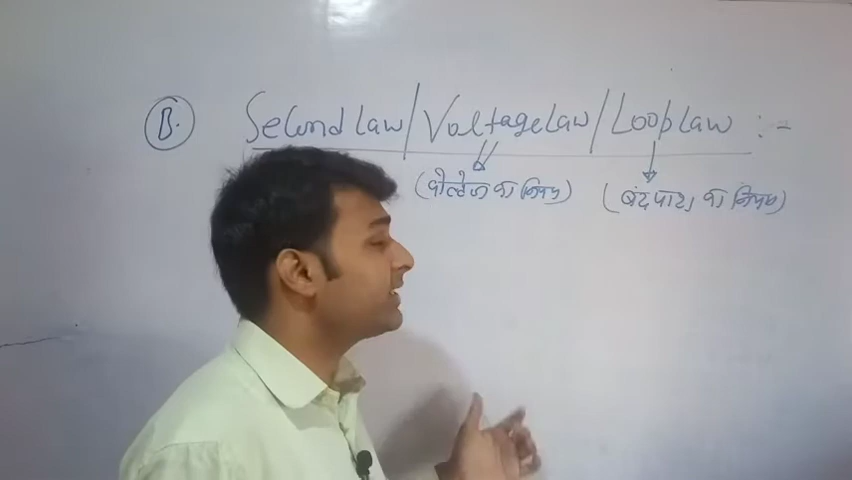 B. Second Law/Voltage Law/Loop Law :-
(वोल्टेज का नियम) (बंद पाश का नियम)